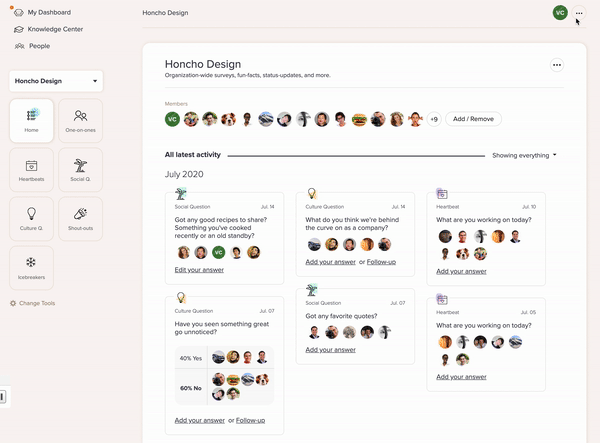 My Dashboard
Knowledge Center
People
Honcho Design
Home
One-on-ones
Heartbeats
Social Q.
Culture Q.
Shout-outs
Icebreakers
Change Tools
Honcho Design
VC
Honcho Design
Organization-wide surveys, fun-facts, status-updates, and more.
Members
VC
+9
Add / Remove
All latest activity
Showing everything
July 2020
Social Question
Jul. 14
Got any good recipes to share?
Something you've cooked
recently or an old standby?
VC
Edit your answer
Culture Question
Jul. 14
What do you think we're behind
the curve on as a company?
Add your answer or Follow-up
Heartbeat
Jul. 10
What are you working on today?
Add your answer
Culture Question
Jul. 07
Have you seen something great
go unnoticed?
40% Yes
60% No
Add your answer or Follow-up
Social Question
Jul. 07
Got any favorite quotes?
Add your answer
Heartbeat
Jul. 05
What are you working on today?
Add your answer